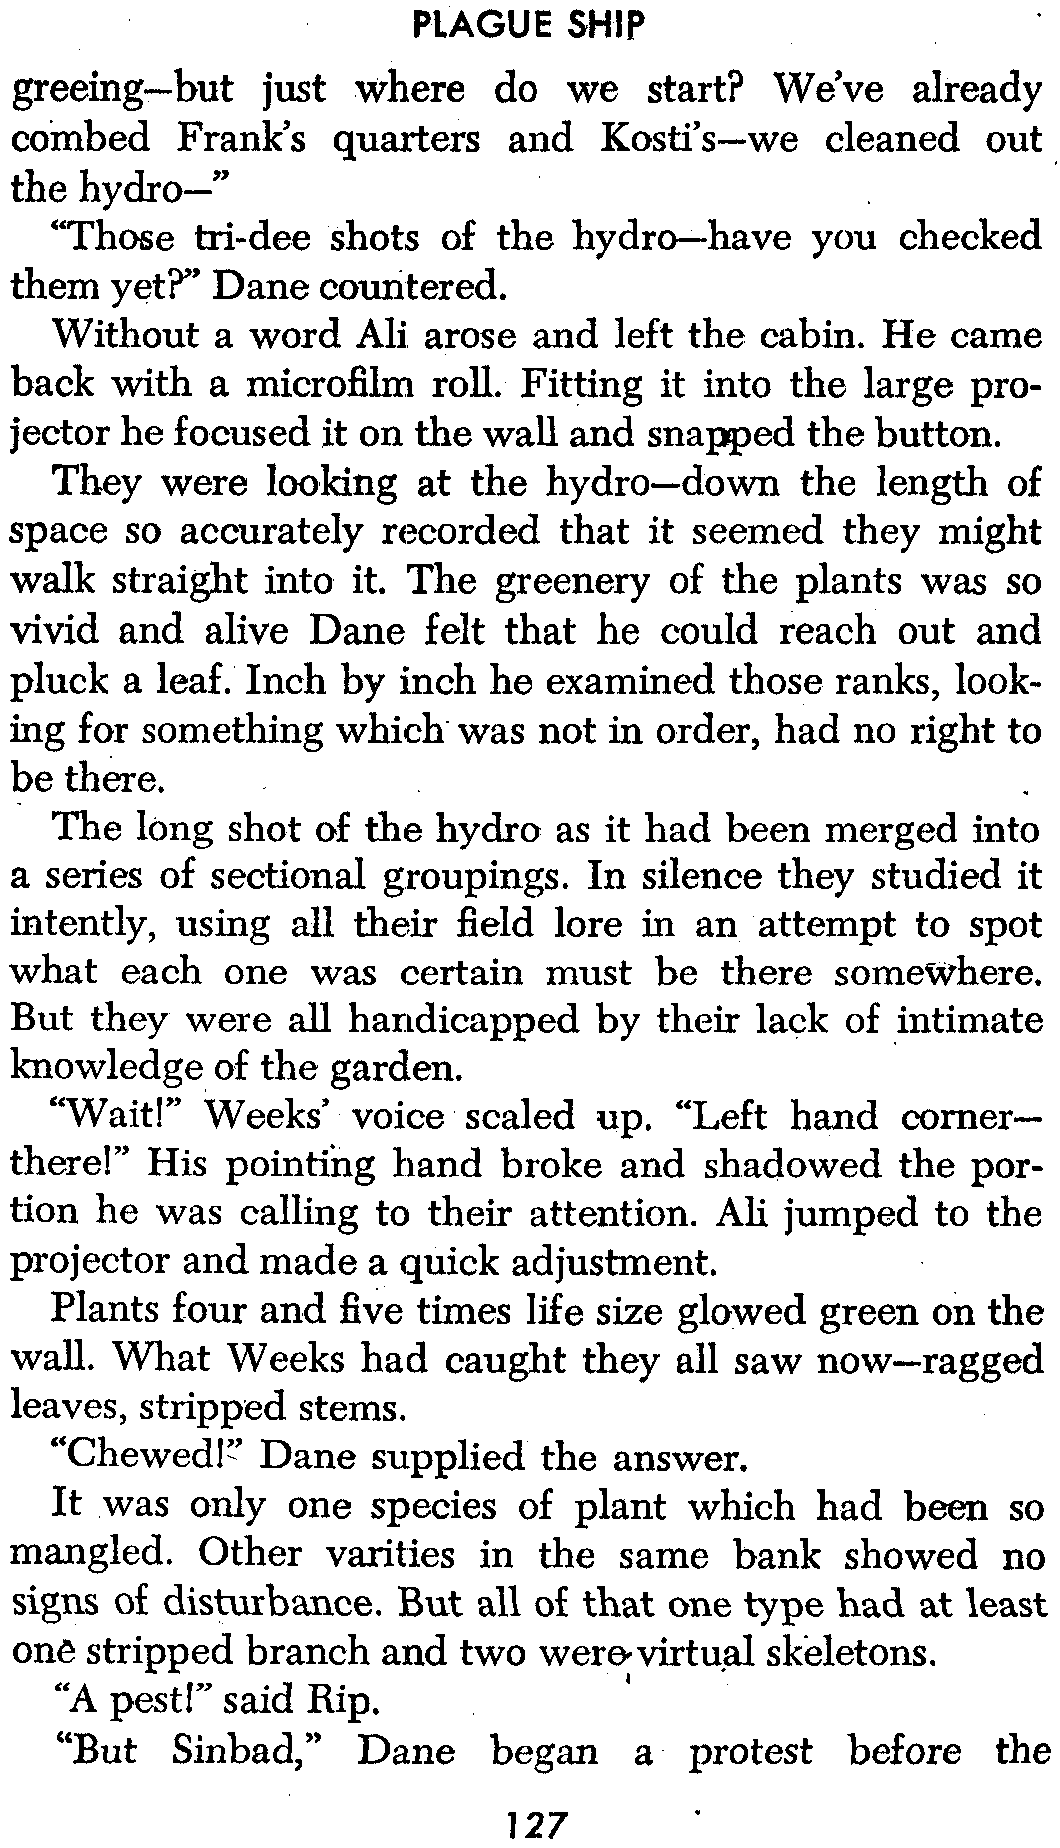 PLAGUE SHIP
greeing—but just where do we start? We've already
combed Frank's quarters and Kosti's—we cleaned out
the hydro—"
"Those tri-dee shots of the hydro—have you checked
them yet?" Dane countered.
Without a word Ali arose and left the cabin. He came
back with a microfilm roll. Fitting it into the large pro-
jector he focused it on the wall and snapped the button.
They were looking at the hydro—down the length of
space so accurately recorded that it seemed they might
walk straight into it. The greenery of the plants was so
vivid and alive Dane felt that he could reach out and
pluck a leaf. Inch by inch he examined those ranks, look-
ing for something which was not in order, had no right to
be there.
The long shot of the hydro as it had been merged into
a series of sectional groupings. In silence they studied it
intently, using all their field lore in an attempt to spot
what each one was certain must be there somewhere.
But they were all handicapped by their lack of intimate
knowledge of the garden.
"Wait!" Weeks' voice scaled up. "Left hand corner—
there!" His pointing hand broke and shadowed the por-
tion he was calling to their attention. Ali jumped to the
projector and made a quick adjustment.
Plants four and five times life size glowed green on the
wall. What Weeks had caught they all saw now—ragged
leaves, stripped stems.
"Chewed!" Dane supplied the answer.
It was only one species of plant which had been so
mangled. Other varities in the same bank showed no
signs of disturbance. But all of that one type had at least
one stripped branch and two were virtual skeletons.
"A pest!" said Rip.
"But Sinbad," Dane began a protest before the
127